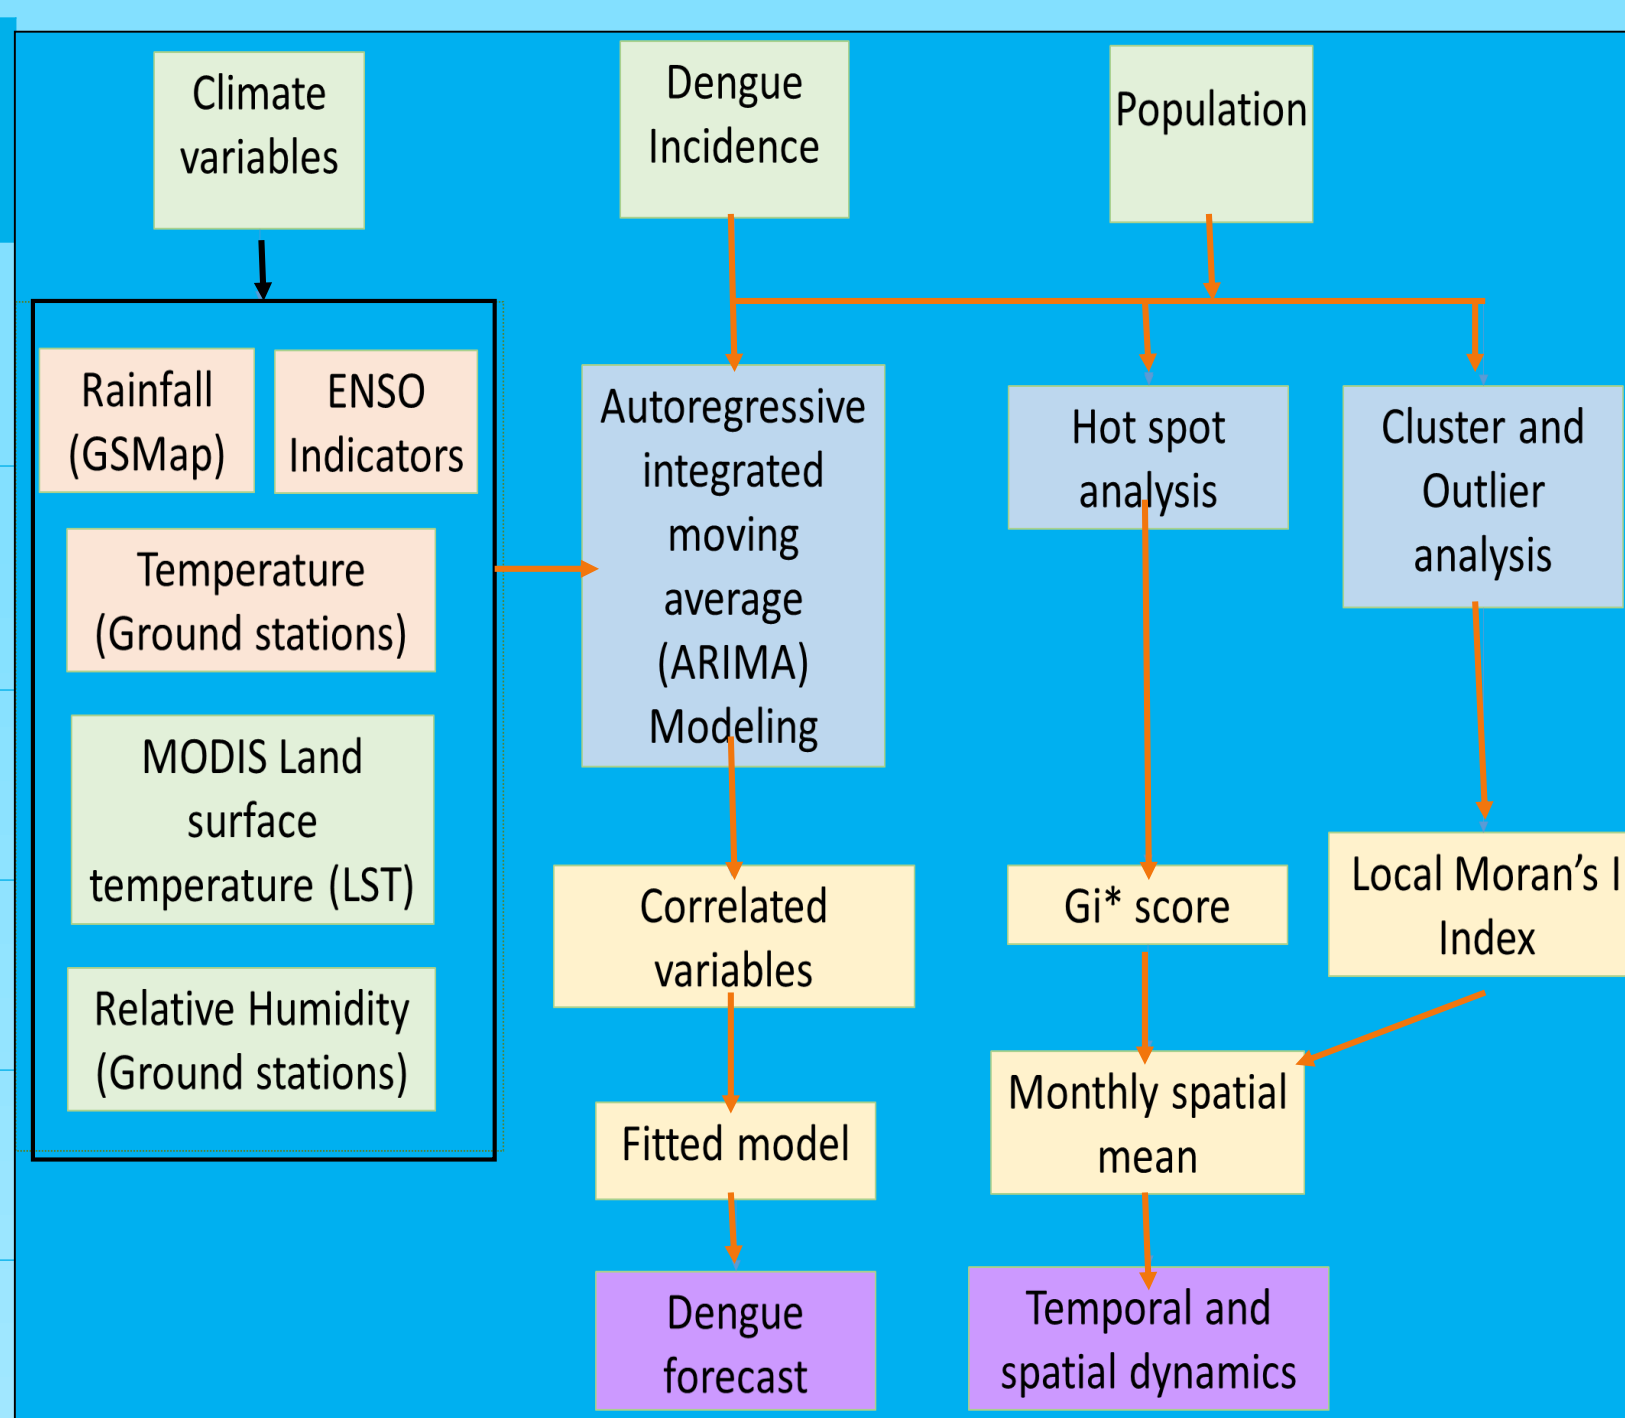 Climate
variables
Dengue
Incidence
Population
Rainfall
(GSMap)
ENSO
Indicators
Temperature
(Ground stations)
MODIS Land
surface
temperature (LST)
Relative Humidity
(Ground stations)
Autoregressive
integrated
moving
average
(ARIMA)
Modeling
Hot spot
analysis
Cluster and
Outlier
analysis
Correlated
variables
Gi* score
Local Moran’s I
Index
Fitted model
Monthly spatial
mean
Dengue
forecast
Temporal and
spatial dynamics